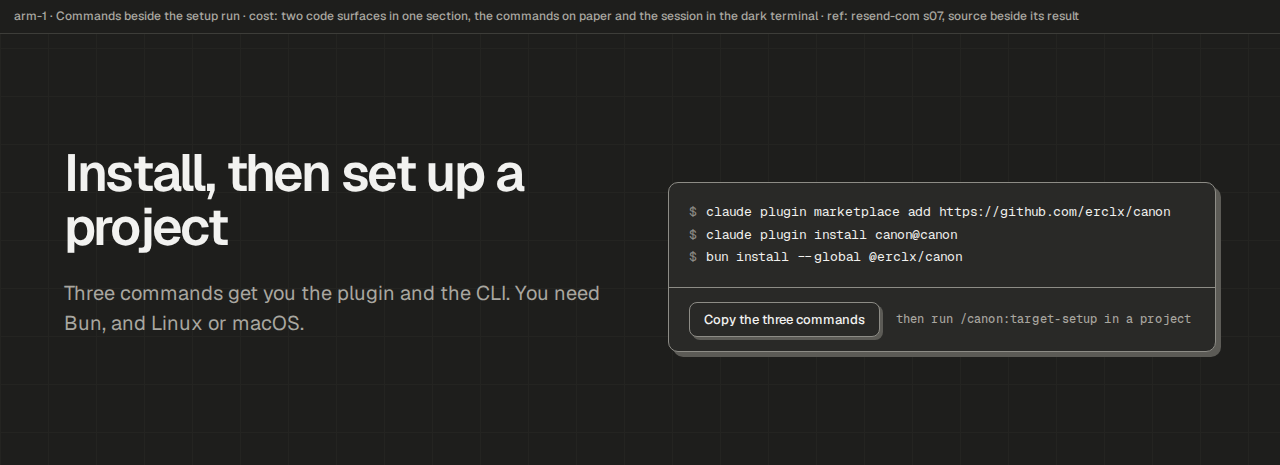 arm-1 · Commands beside the setup run · cost: two code surfaces in one section, the commands on paper and the session in the dark terminal · ref: resend-com s07, source beside its result
Install, then set up a
project
Three commands get you the plugin and the CLI. You need
Bun, and Linux or macOS.
$ claude plugin marketplace add https://github.com/erclx/canon
$ claude plugin install canon@canon
$ bun install --global @erclx/canon
Copy the three commands
then run /canon:target-setup in a project